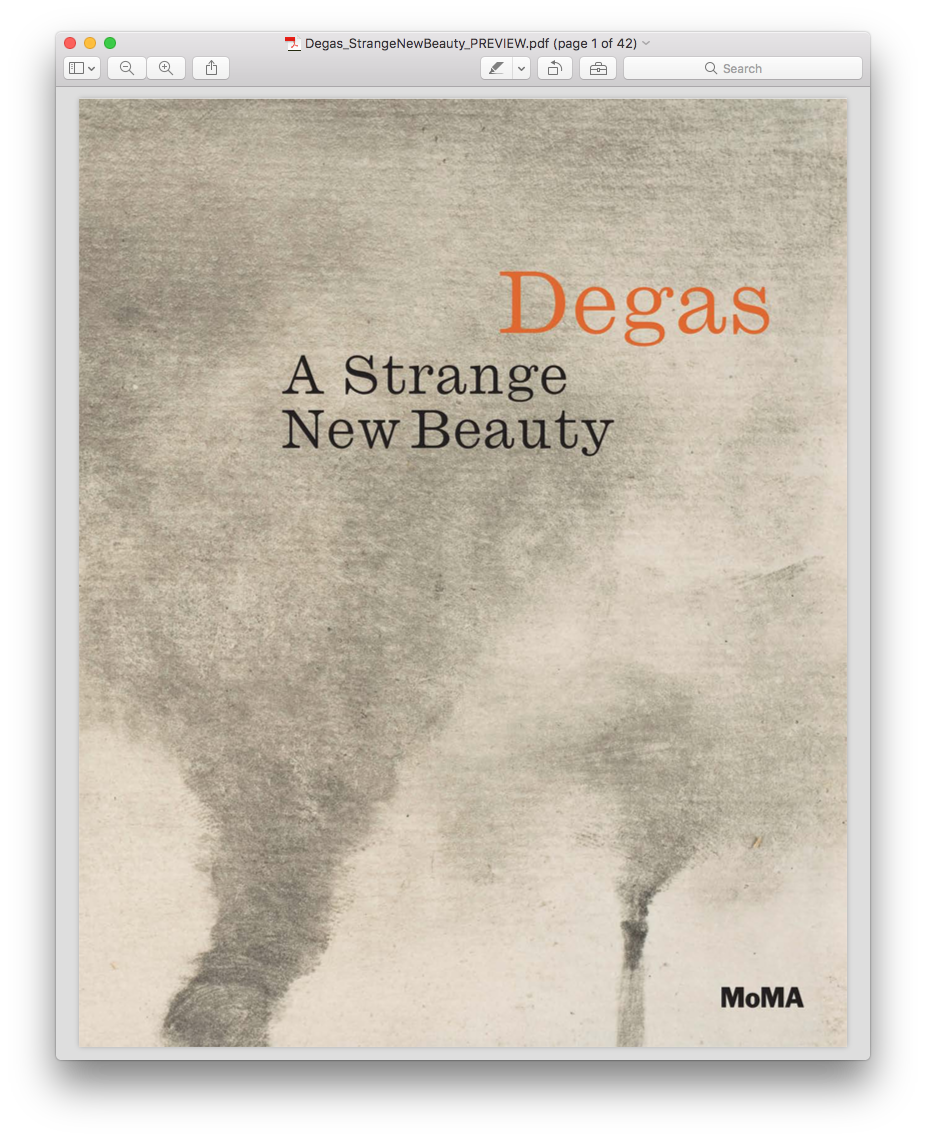 Degas_StrangeNewBeauty_PREVIEW.pdf (page 1 of 42)
Search
Degas
A Strange
New Beauty
MoMA